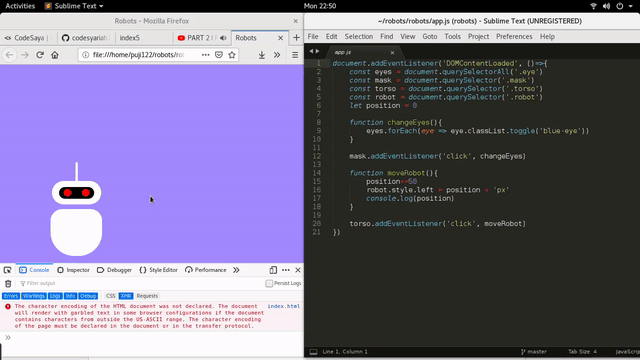 Activities
Sublime Text
Mon 22:50
Robots - Mozilla Firefox
CodeSaya |
codesyariah
index5
PART 2 |
Robots
file:///home/puji122/robots/ro
Console
Inspector
Debugger
Style Editor
Performance
Filter output
Persist Logs
Errors
Warnings
Logs
Info
Debug
CSS
XHR
Requests
The character encoding of the HTML document was not declared. The document
index.html
will render with garbled text in some browser configurations if the document
contains characters from outside the US-ASCII range. The character encoding
of the page must be declared in the document or in the transfer protocol.
~/robots/robots/app.js (robots) - Sublime Text (UNREGISTERED)
File Edit Selection Find View Goto Tools Project Preferences Help
app.js
1 document.addEventListener('DOMContentLoaded', ()=>{
2 const eyes = document.querySelectorAll('.eye')
3 const mask = document.querySelector('.mask')
4 const torso = document.querySelector('.torso')
5 const robot = document.querySelector('.robot')
6 let position = 0
7
8 function changeEyes(){
9 eyes.forEach(eye => eye.classList.toggle('blue-eye'))
10 }
11
12 mask.addEventListener('click', changeEyes)
13
14 function moveRobot(){
15 position+=50
16 robot.style.left = position + 'px'
17 console.log(position)
18 }
19
20 torso.addEventListener('click', moveRobot)
21 })
Line 1, Column 1
master
Spaces: 4
JavaScri